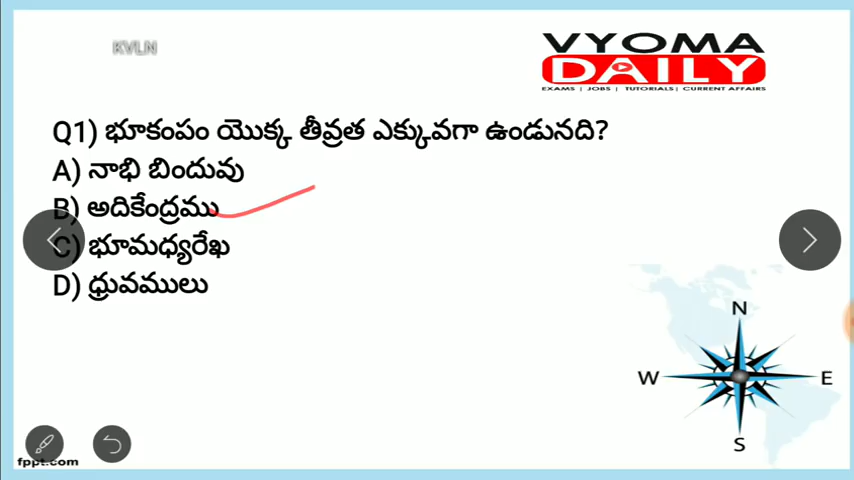 KVLN
VYOMA
DAILY
EXAMS | JOBS | TUTORIALS | CURRENT AFFAIRS
Q1) భూకంపం యొక్క తీవ్రత ఎక్కువగా ఉండునది?
A) నాభి బిందువు
B) అదికేంద్రము
C) భూమధ్యరేఖ
D) ధ్రువములు
N
W E
S
fppt.com